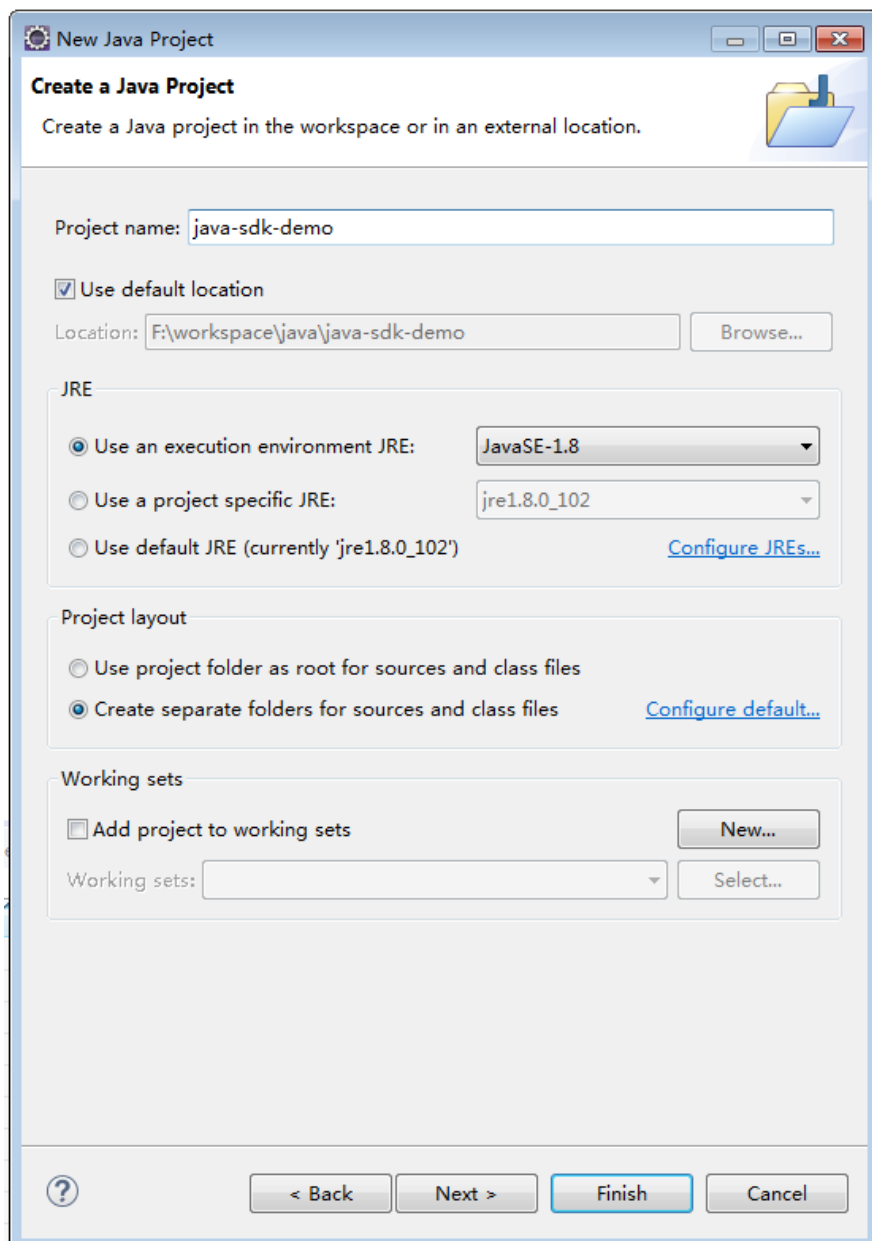 New Java Project
Create a Java Project
Create a Java project in the workspace or in an external location.
Project name: java-sdk-demo
Use default location
Location: F:\workspace\java\java-sdk-demo Browse...
JRE
Use an execution environment JRE: JavaSE-1.8
Use a project specific JRE: jre1.8.0_102
Use default JRE (currently 'jre1.8.0_102') Configure JREs...
Project layout
Use project folder as root for sources and class files
Create separate folders for sources and class files Configure default...
Working sets
Add project to working sets New...
Working sets: Select...
? < Back Next > Finish Cancel